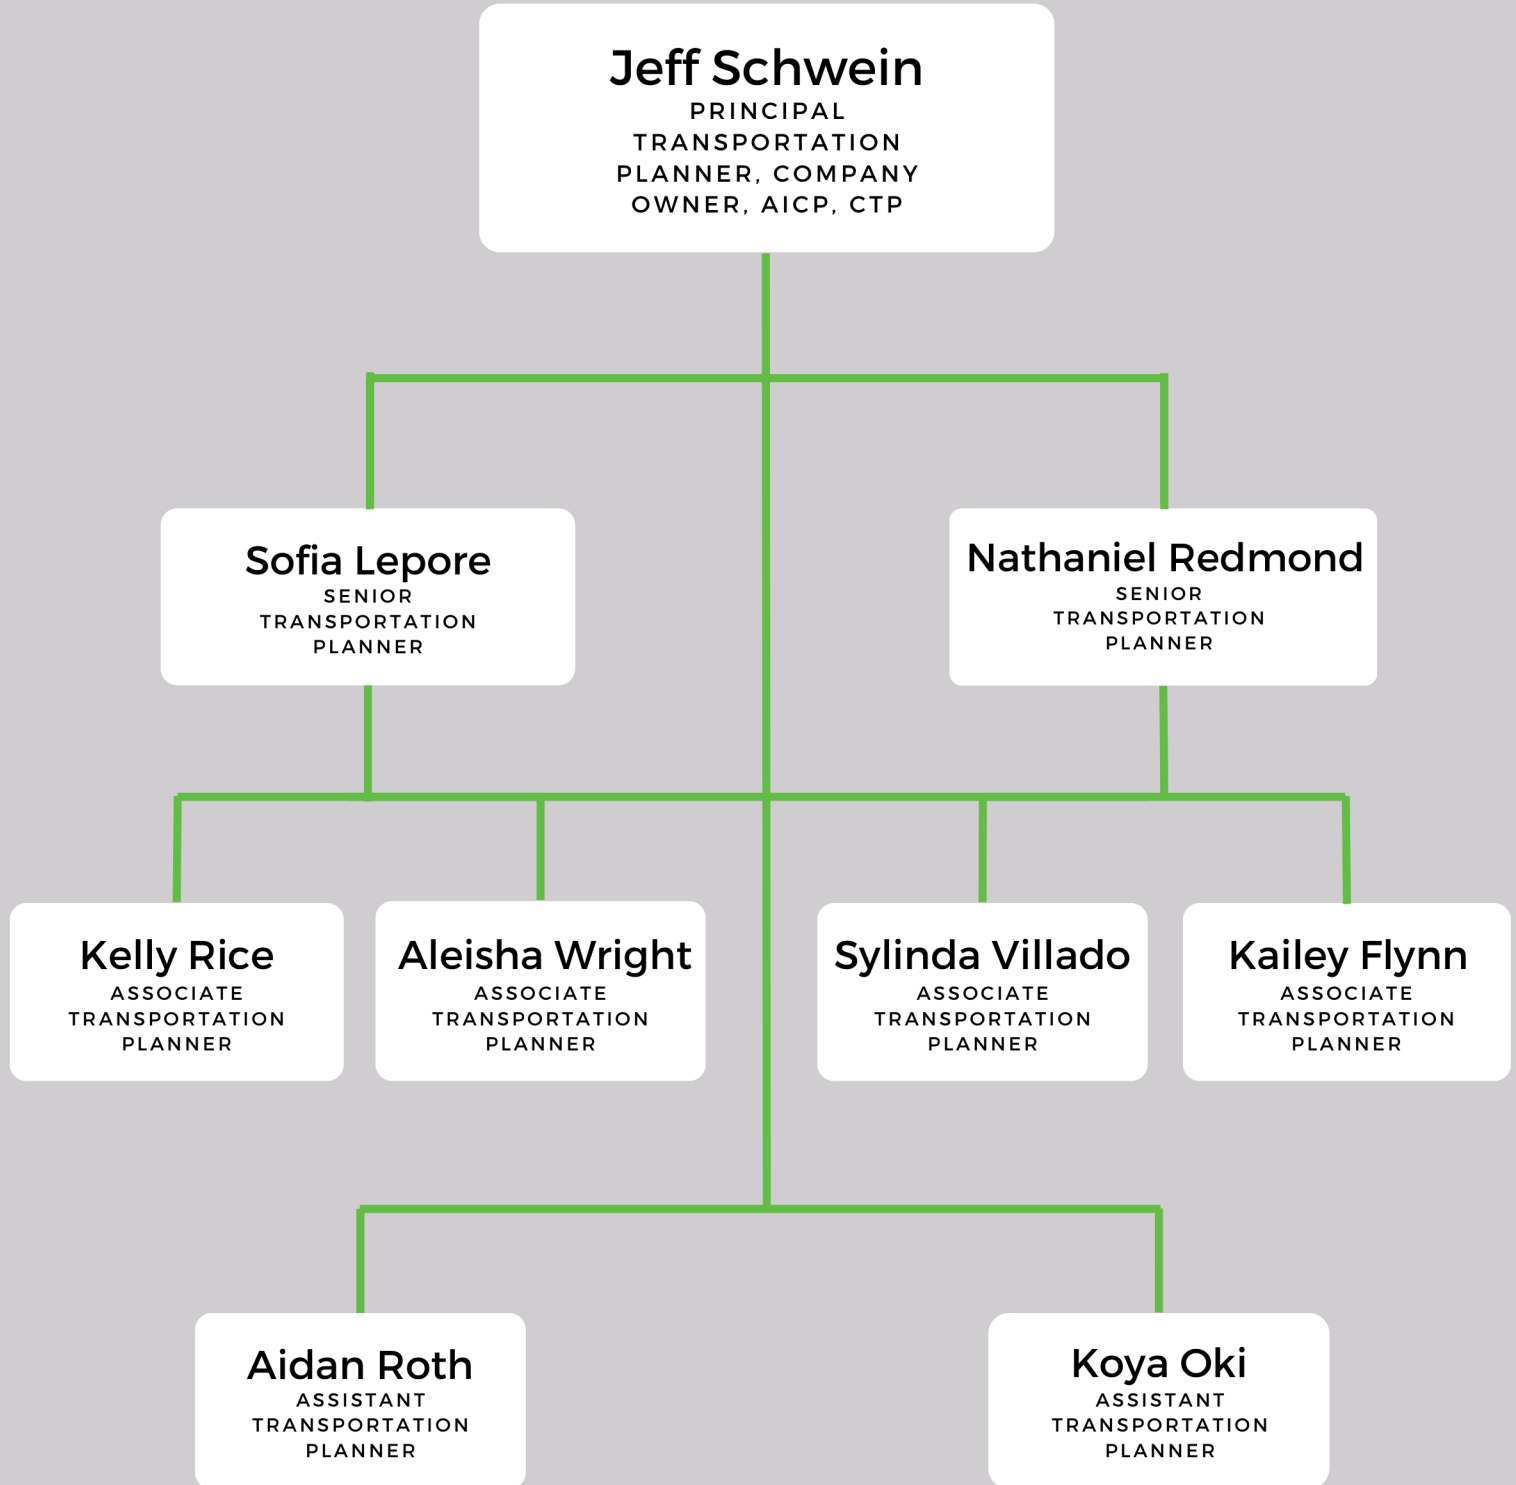 Jeff Schwein
PRINCIPAL
TRANSPORTATION
PLANNER, COMPANY
OWNER, AICP, CTP
Sofia Lepore
SENIOR
TRANSPORTATION
PLANNER
Nathaniel Redmond
SENIOR
TRANSPORTATION
PLANNER
Kelly Rice
ASSOCIATE
TRANSPORTATION
PLANNER
Aleisha Wright
ASSOCIATE
TRANSPORTATION
PLANNER
Sylinda Villado
ASSOCIATE
TRANSPORTATION
PLANNER
Kailey Flynn
ASSOCIATE
TRANSPORTATION
PLANNER
Aidan Roth
ASSISTANT
TRANSPORTATION
PLANNER
Koya Oki
ASSISTANT
TRANSPORTATION
PLANNER